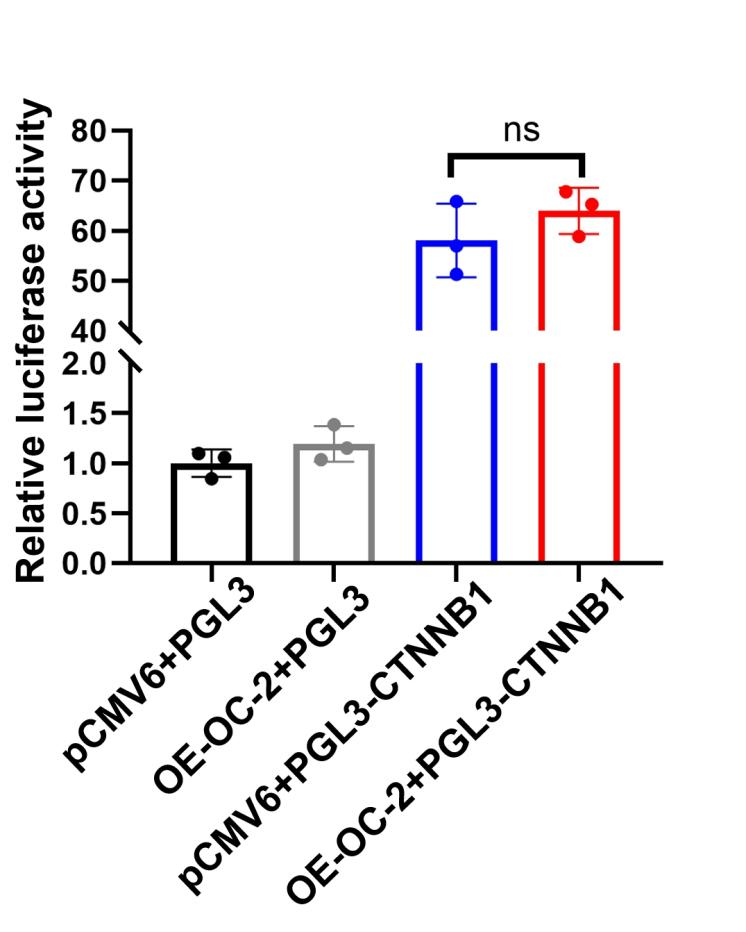 Relative luciferase activity
80
70
60
50
40
2.0
1.5
1.0
0.5
0.0
ns
pCMV6+PGL3
OE-OC-2+PGL3
pCMV6+PGL3-CTNNB1
OE-OC-2+PGL3-CTNNB1